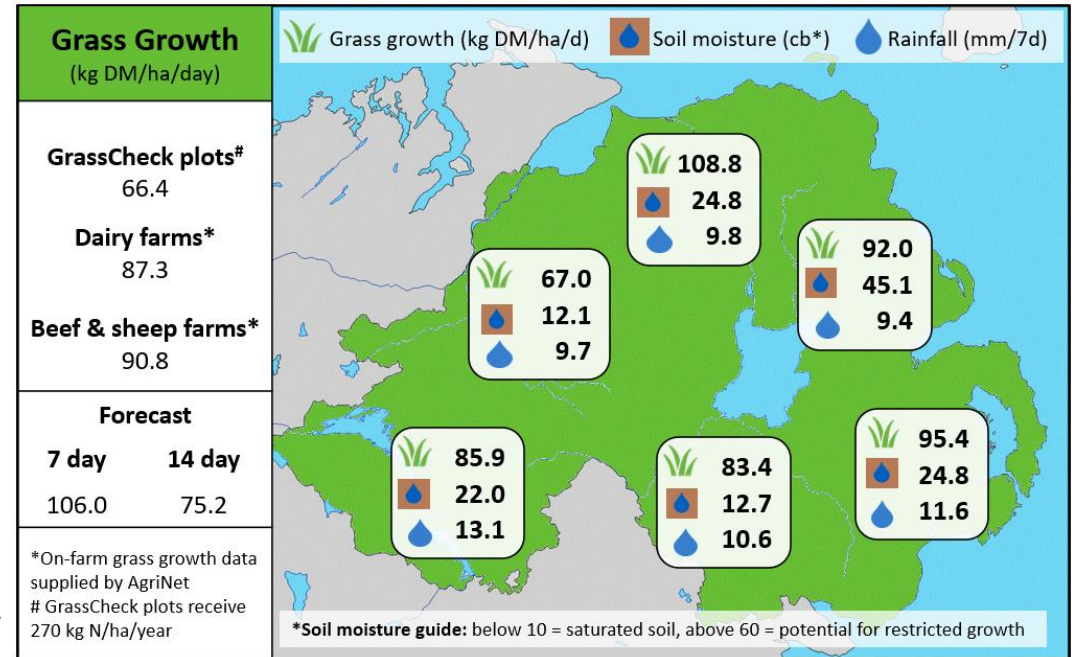 Grass Growth
(kg DM/ha/day)
GrassCheck plots#
66.4
Dairy farms*
87.3
Beef & sheep farms*
90.8
Forecast
7 day 14 day
106.0 75.2
*On-farm grass growth data
supplied by AgriNet
# GrassCheck plots receive
270 kg N/ha/year
Grass growth (kg DM/ha/d) Soil moisture (cb*) Rainfall (mm/7d)
108.8
24.8
9.8
92.0
45.1
9.4
67.0
12.1
9.7
85.9
22.0
13.1
83.4
12.7
10.6
95.4
24.8
11.6
*Soil moisture guide: below 10 = saturated soil, above 60 = potential for restricted growth